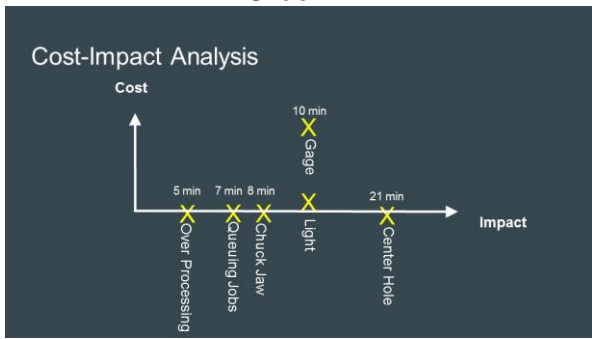 Cost-Impact Analysis
Cost
10 min
Gage
5 min
7 min
8 min
21 min
Impact
Over Processing
Queuing Jobs
Chuck Jaw
Light
Center Hole